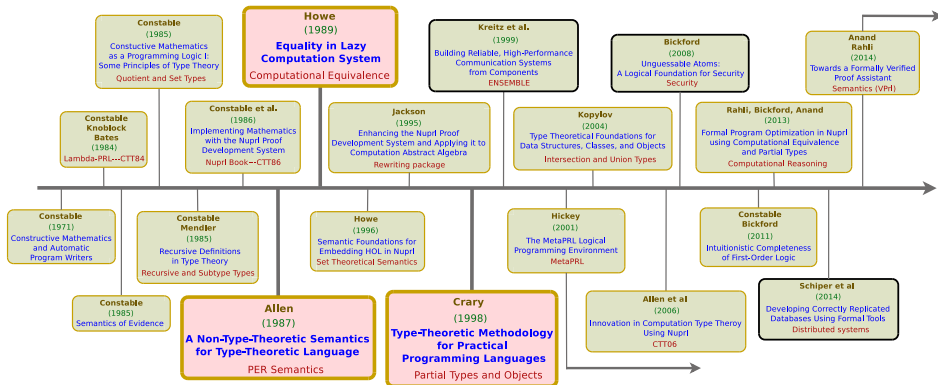 Constable
(1985)
Constuctive Mathematics
as a Programming Logic I:
Some Principles of Type Theory
Quotient and Set Types
Howe
(1989)
Equality in Lazy
Computation System
Computational Equivalence
Kreitz et al.
(1999)
Building Reliable, High-Performance
Communication Systems
from Components
ENSEMBLE
Bickford
(2008)
Unguessable Atoms:
A Logical Foundation for Security
Security
Anand
Rahli
(2014)
Towards a Formally Verified
Proof Assistant
Semantics (VPrl)
Constable
Knoblock
Bates
(1984)
Lambda-PRL---CTT84
Constable et al.
(1986)
Implementing Mathematics
with the Nuprl Proof
Development System
Nuprl Book---CTT86
Jackson
(1995)
Enhancing the Nuprl Proof
Development System and Applying it to
Computation Abstract Algebra
Rewriting package
Kopylov
(2004)
Type Theoretical Foundations for
Data Structures, Classes, and Objects
Intersection and Union Types
Rahli, Bickford, Anand
(2013)
Formal Program Optimization in Nuprl
using Computational Equivalence
and Partial Types
Computational Reasoning
Constable
(1971)
Constructive Mathematics
and Automatic
Program Writers
Constable
Mendler
(1985)
Recursive Definitions
in Type Theory
Recursive and Subtype Types
Howe
(1996)
Semantic Foundations for
Embedding HOL in Nuprl
Set Theoretical Semantics
Hickey
(2001)
The MetaPRL Logical
Programming Environment
MetaPRL
Constable
Bickford
(2011)
Intuitionistic Completeness
of First-Order Logic
Constable
(1985)
Semantics of Evidence
Allen
(1987)
A Non-Type-Theoretic Semantics
for Type-Theoretic Language
PER Semantics
Crary
(1998)
Type-Theoretic Methodology
for Practical
Programming Languages
Partial Types and Objects
Allen et al
(2006)
Innovation in Computation Type Theroy
Using Nuprl
CTT06
Schiper et al
(2014)
Developing Correctly Replicated
Databases Using Formal Tools
Distributed systems